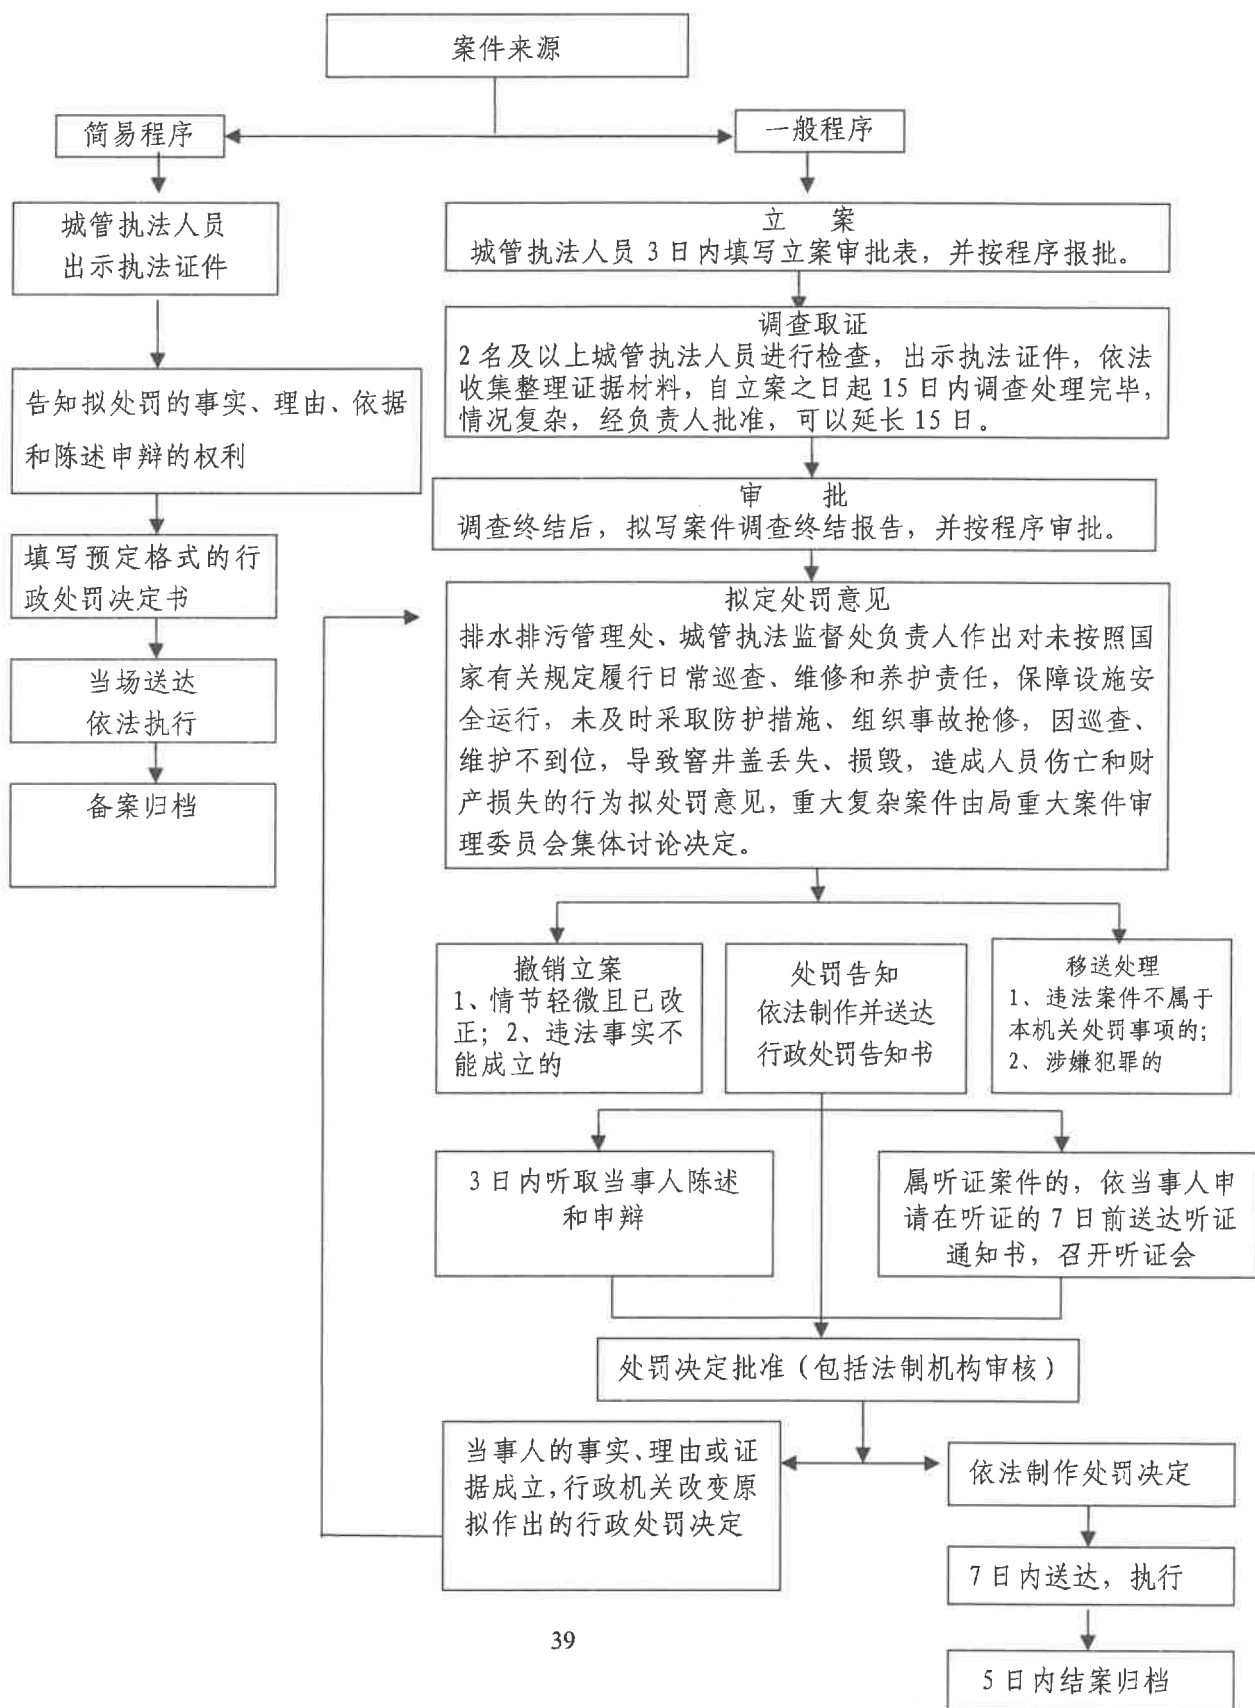 案件来源
简易程序
一般程序
城管执法人员
出示执法证件
告知拟处罚的事实、理由、依据
和陈述申辩的权利
填写预定格式的行
政处罚决定书
当场送达
依法执行
备案归档
立 案
城管执法人员 3 日内填写立案审批表，并按程序报批。
调查取证
2 名及以上城管执法人员进行检查，出示执法证件，依法
收集整理证据材料，自立案之日起 15 日内调查处理完毕，
情况复杂，经负责人批准，可以延长 15 日。
审 批
调查终结后，拟写案件调查终结报告，并按程序审批。
拟定处罚意见
排水排污管理处、城管执法监督处负责人作出对未按照国
家有关规定履行日常巡查、维修和养护责任，保障设施安
全运行，未及时采取防护措施、组织事故抢修，因巡查、
维护不到位，导致窨井盖丢失、损毁，造成人员伤亡和财
产损失的行为拟处罚意见，重大复杂案件由局重大案件审
理委员会集体讨论决定。
撤销立案
1、情节轻微且已改
正；2、违法事实不
能成立的
处罚告知
依法制作并送达
行政处罚告知书
移送处理
1、违法案件不属于
本机关处罚事项的；
2、涉嫌犯罪的
3 日内听取当事人陈述
和申辩
属听证案件的，依当事人申
请在听证的 7 日前送达听证
通知书，召开听证会
处罚决定批准（包括法制机构审核）
当事人的事实、理由或证
据成立，行政机关改变原
拟作出的行政处罚决定
依法制作处罚决定
7 日内送达，执行
5 日内结案归档
39